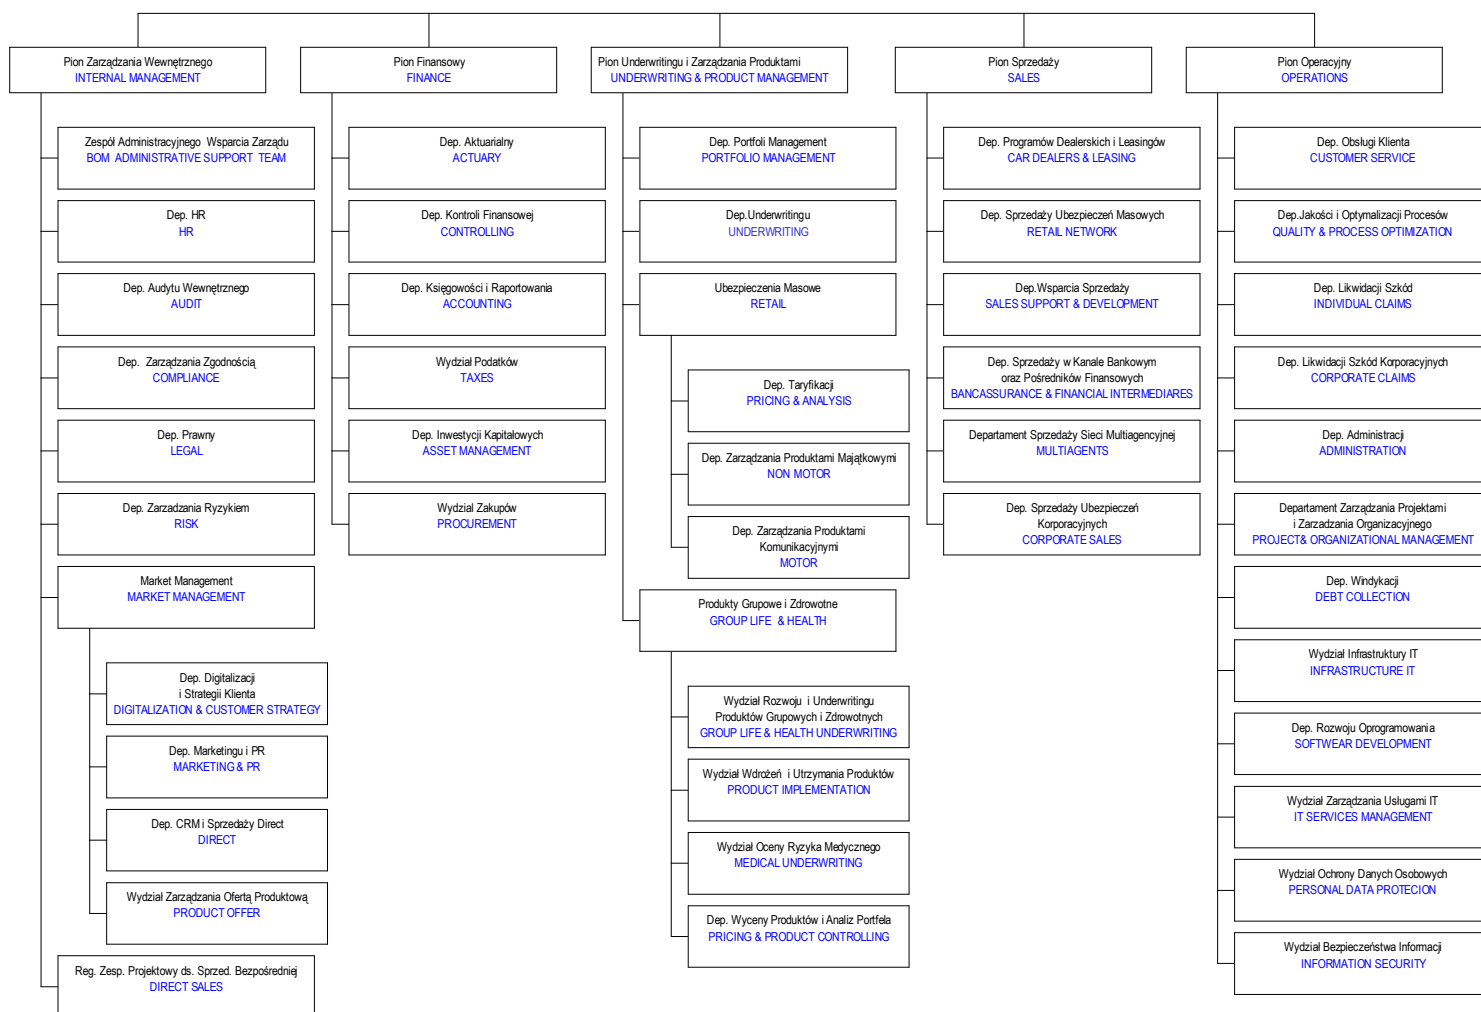 Pion Zarządzania Wewnętrznego
INTERNAL MANAGEMENT
Zespół Administracyjnego Wsparcia Zarządu
BOM ADMINISTRATIVE SUPPORT TEAM
Dep. HR
HR
Dep. Audytu Wewnętrznego
AUDIT
Dep. Zarządzania Zgodnością
COMPLIANCE
Dep. Prawny
LEGAL
Dep. Zarzadzania Ryzykiem
RISK
Market Management
MARKET MANAGEMENT
Dep. Digitalizacji
i Strategii Klienta
DIGITALIZATION & CUSTOMER STRATEGY
Dep. Marketingu i PR
MARKETING & PR
Dep. CRM i Sprzedaży Direct
DIRECT
Wydział Zarządzania Ofertą Produktową
PRODUCT OFFER
Reg. Zesp. Projektowy ds. Sprzed. Bezpośredniej
DIRECT SALES
Pion Finansowy
FINANCE
Dep. Aktuarialny
ACTUARY
Dep. Kontroli Finansowej
CONTROLLING
Dep. Księgowości i Raportowania
ACCOUNTING
Wydział Podatków
TAXES
Dep. Inwestycji Kapitałowych
ASSET MANAGEMENT
Wydział Zakupów
PROCUREMENT
Pion Underwritingu i Zarządzania Produktami
UNDERWRITING & PRODUCT MANAGEMENT
Dep. Portfoli Management
PORTFOLIO MANAGEMENT
Dep.Underwritingu
UNDERWRITING
Ubezpieczenia Masowe
RETAIL
Dep. Taryfikacji
PRICING & ANALYSIS
Dep. Zarządzania Produktami Majątkowymi
NON MOTOR
Dep. Zarządzania Produktami
Komunikacyjnymi
MOTOR
Produkty Grupowe i Zdrowotne
GROUP LIFE & HEALTH
Wydział Rozwoju i Underwritingu
Produktów Grupowych i Zdrowotnych
GROUP LIFE & HEALTH UNDERWRITING
Wydział Wdrożeń i Utrzymania Produktów
PRODUCT IMPLEMENTATION
Wydział Oceny Ryzyka Medycznego
MEDICAL UNDERWRITING
Dep. Wyceny Produktów i Analiz Portfela
PRICING & PRODUCT CONTROLLING
Pion Sprzedaży
SALES
Dep. Programów Dealerskich i Leasingów
CAR DEALERS & LEASING
Dep. Sprzedaży Ubezpieczeń Masowych
RETAIL NETWORK
Dep.Wsparcia Sprzedaży
SALES SUPPORT & DEVELOPMENT
Dep. Sprzedaży w Kanale Bankowym
oraz Pośredników Finansowych
BANCASSURANCE & FINANCIAL INTERMEDIARES
Departament Sprzedaży Sieci Multiagencyjnej
MULTIAGENTS
Dep. Sprzedaży Ubezpieczeń
Korporacyjnych
CORPORATE SALES
Pion Operacyjny
OPERATIONS
Dep. Obsługi Klienta
CUSTOMER SERVICE
Dep.Jakości i Optymalizacji Procesów
QUALITY & PROCESS OPTIMIZATION
Dep. Likwidacji Szkód
INDIVIDUAL CLAIMS
Dep. Likwidacji Szkód Korporacyjnych
CORPORATE CLAIMS
Dep. Administracji
ADMINISTRATION
Departament Zarządzania Projektami
i Zarzadzania Organizacyjnego
PROJECT& ORGANIZATIONAL MANAGEMENT
Dep. Windykacji
DEBT COLLECTION
Wydział Infrastruktury IT
INFRASTRUCTURE IT
Dep. Rozwoju Oprogramowania
SOFTWEAR DEVELOPMENT
Wydział Zarządzania Usługami IT
IT SERVICES MANAGEMENT
Wydział Ochrony Danych Osobowych
PERSONAL DATA PROTECION
Wydział Bezpieczeństwa Informacji
INFORMATION SECURITY